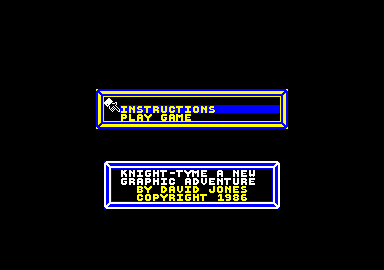 INSTRUCTIONS
PLAY GAME
KNIGHT-TYME A NEW
GRAPHIC ADVENTURE
BY DAVID JONES
COPYRIGHT 1986